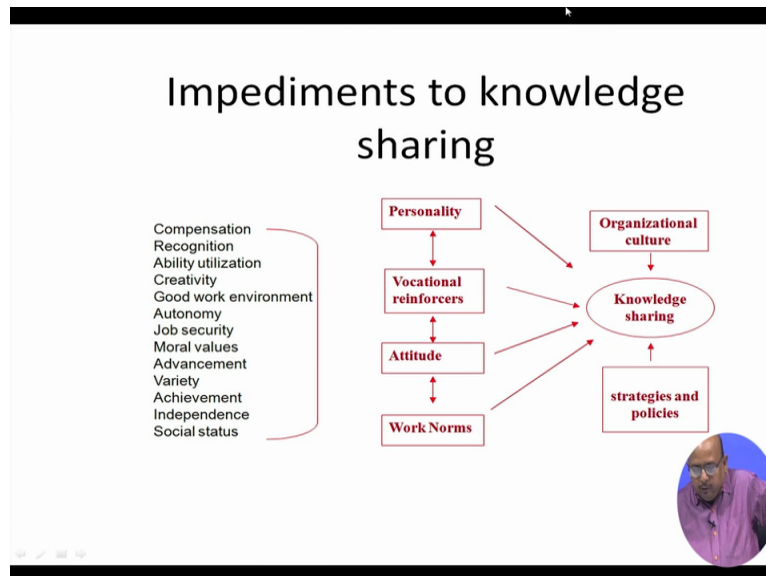 Impediments to knowledge
sharing
Compensation
Recognition
Ability utilization
Creativity
Good work environment
Autonomy
Job security
Moral values
Advancement
Variety
Achievement
Independence
Social status
Personality
Vocational
reinforcers
Attitude
Work Norms
Organizational
culture
Knowledge
sharing
strategies and
policies